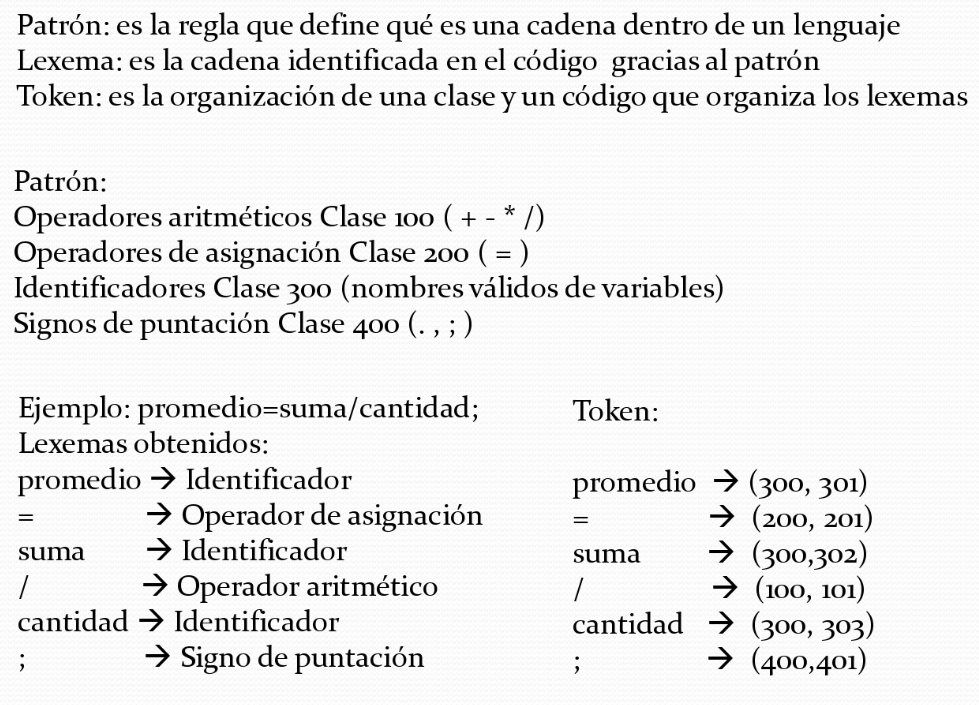 Patrón: es la regla que define qué es una cadena dentro de un lenguaje
Lexema: es la cadena identificada en el código gracias al patrón
Token: es la organización de una clase y un código que organiza los lexemas
Patrón:
Operadores aritméticos Clase 100 ( + - * /)
Operadores de asignación Clase 200 ( = )
Identificadores Clase 300 (nombres válidos de variables)
Signos de puntación Clase 400 (. , ; )
Ejemplo: promedio=suma/cantidad;
Lexemas obtenidos:
promedio → Identificador
= → Operador de asignación
suma → Identificador
/ → Operador aritmético
cantidad → Identificador
; → Signo de puntación
Token:
promedio → (300, 301)
= → (200, 201)
suma → (300,302)
/ → (100, 101)
cantidad → (300, 303)
; → (400,401)